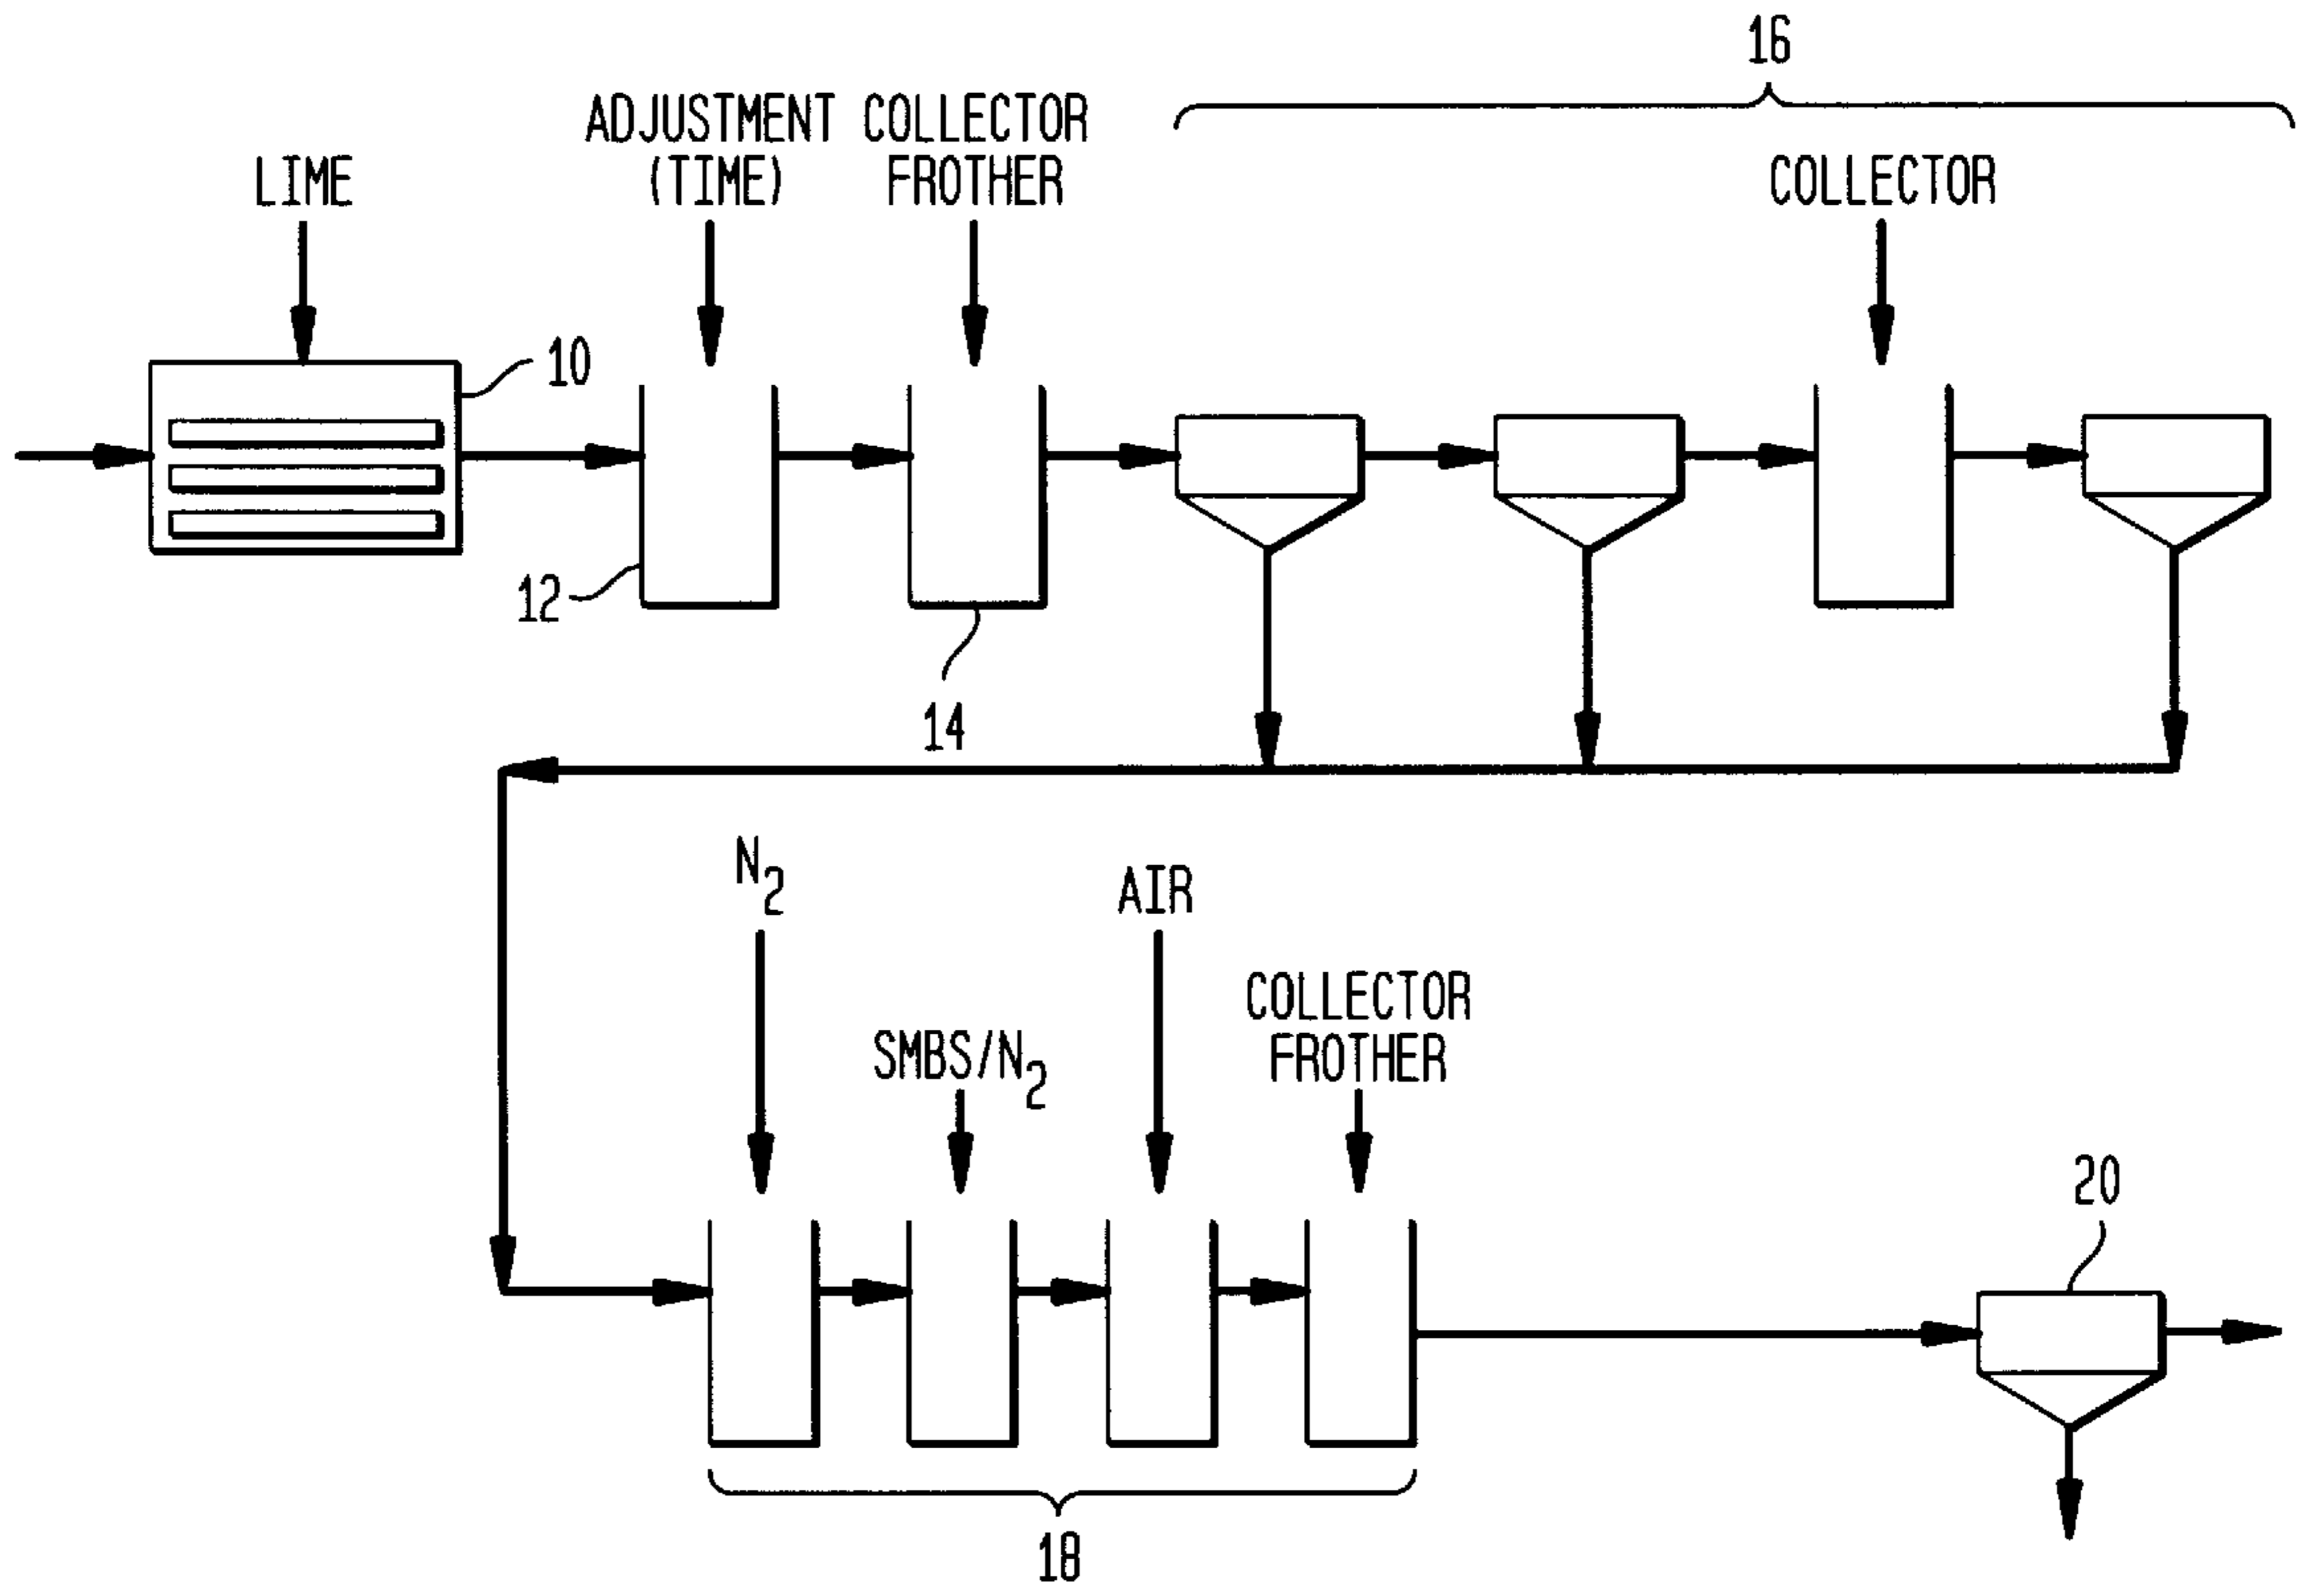 16
ADJUSTMENT
(TIME)
COLLECTOR
FROTHER
LIME
COLLECTOR
10
12
14
N2
AIR
SMBS/N2
COLLECTOR
FROTHER
20
18